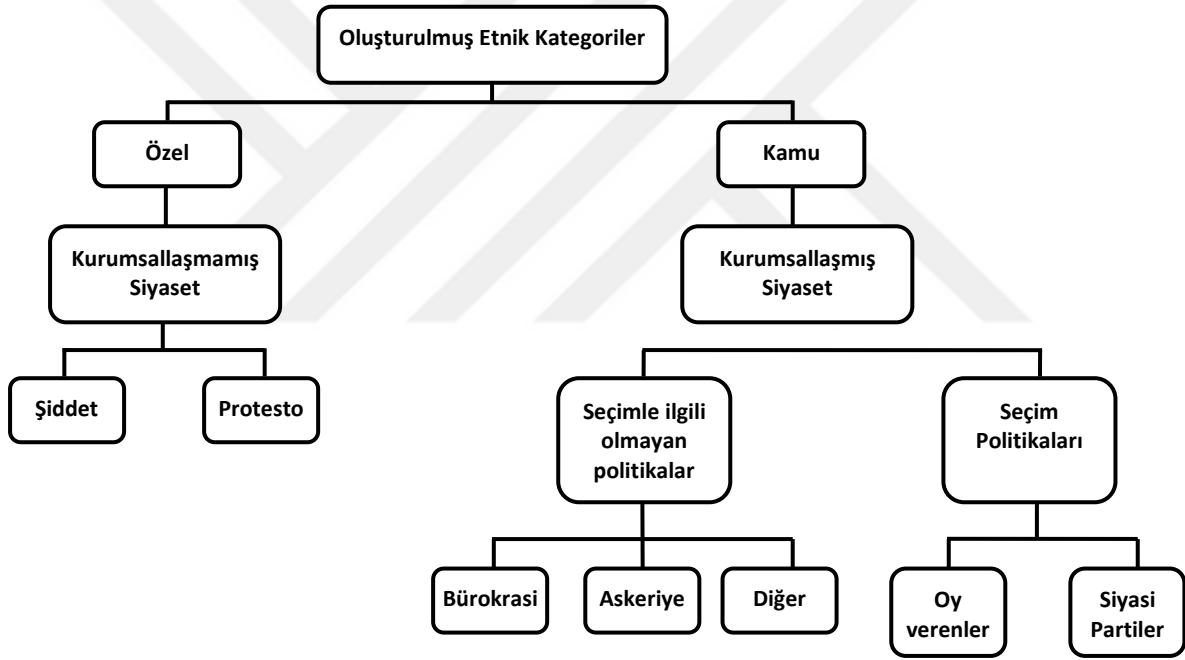 Oluşturulmuş Etnik Kategoriler
Özel
Kamu
Kurumsallaşmamış
Siyaset
Kurumsallaşmış
Siyaset
Şiddet
Protesto
Seçimle ilgili
olmayan
politikalar
Seçim
Politikaları
Bürokrasi
Askeriye
Diğer
Oy
verenler
Siyasi
Partiler